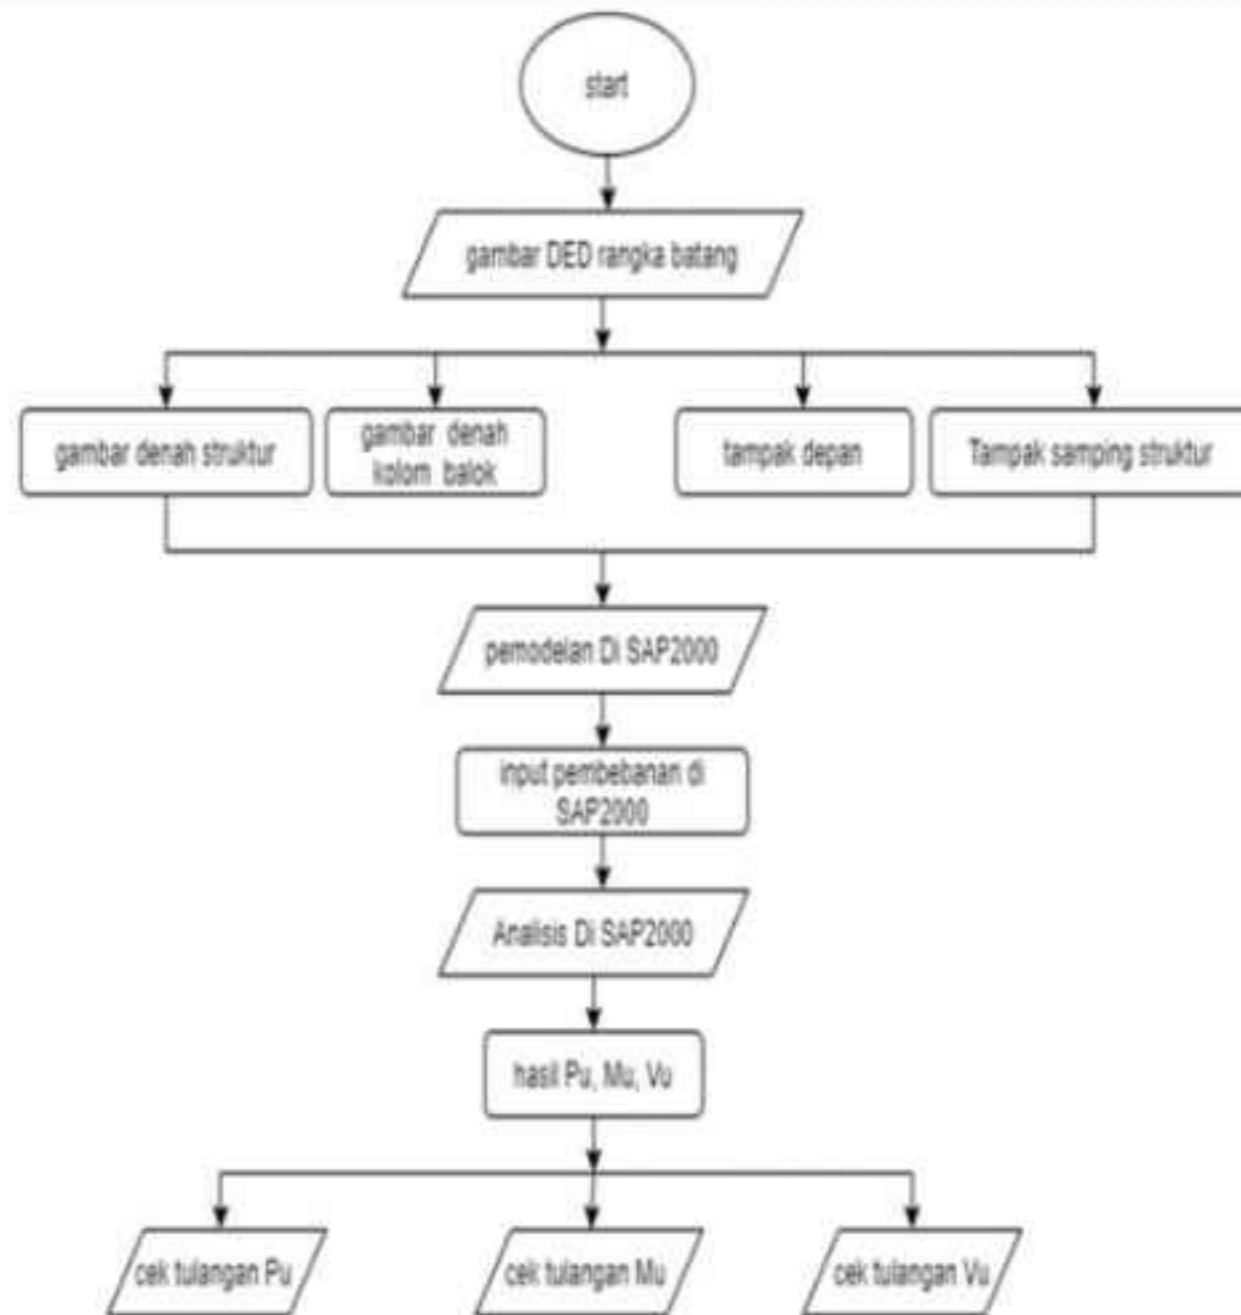 start
gambar DED rangka batang
gambar denah struktur
gambar denah
kolom balok
tampak depan
Tampak samping struktur
pemodelan Di SAP2000
input pembebanan di
SAP2000
Analisis Di SAP2000
hasil Pu, Mu, Vu
cek tulangan Pu
cek tulangan Mu
cek tulangan Vu